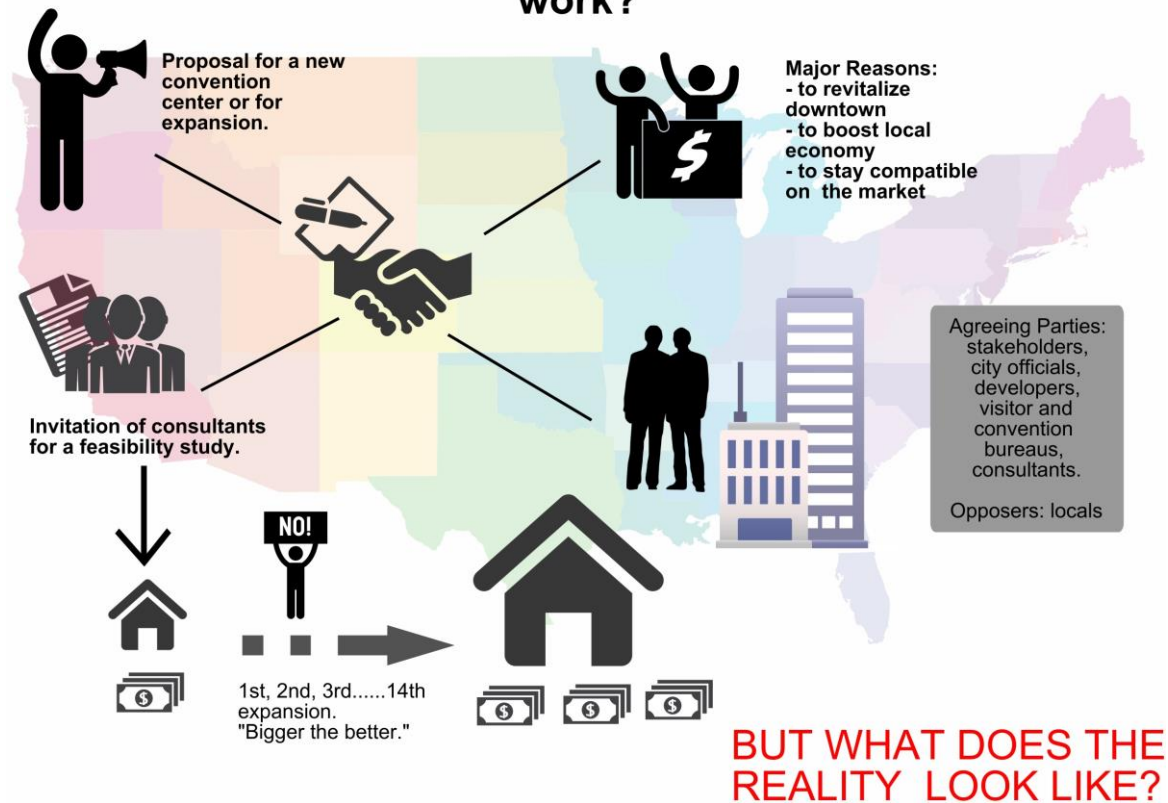 work?
Proposal for a new
convention
center or for
expansion.
Major Reasons:
- to revitalize
downtown
- to boost local
economy
- to stay compatible
on the market
$
Invitation of consultants
for a feasibility study.
Agreeing Parties:
stakeholders,
city officials,
developers,
visitor and
convention
bureaus,
consultants.
Opposers: locals
NO!
1st, 2nd, 3rd......14th
expansion.
"Bigger the better."
$
$
$
$
BUT WHAT DOES THE
REALITY LOOK LIKE?